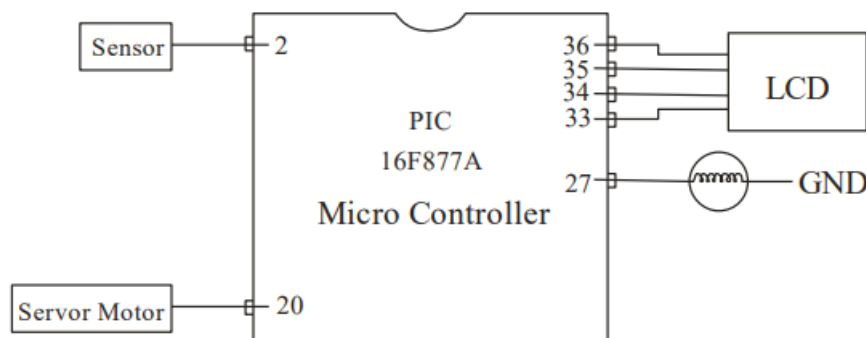 Sensor
2
36
35
34
33
LCD
PIC
16F877A
Micro Controller
27
GND
Servor Motor
20